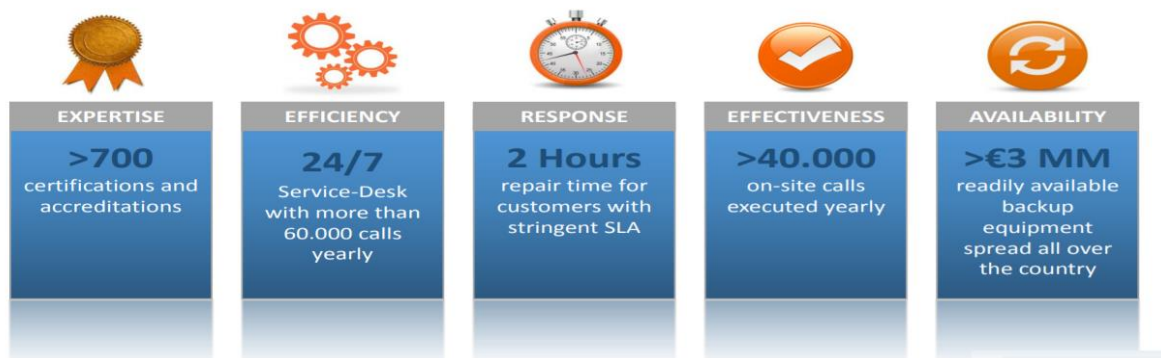 EXPERTISE
>700
certifications and
accreditations
EFFICIENCY
24/7
Service-Desk
with more than
60.000 calls
yearly
RESPONSE
2 Hours
repair time for
customers with
stringent SLA
EFFECTIVENESS
>40.000
on-site calls
executed yearly
AVAILABILITY
>€3 MM
readily available
backup
equipment
spread all over
the country